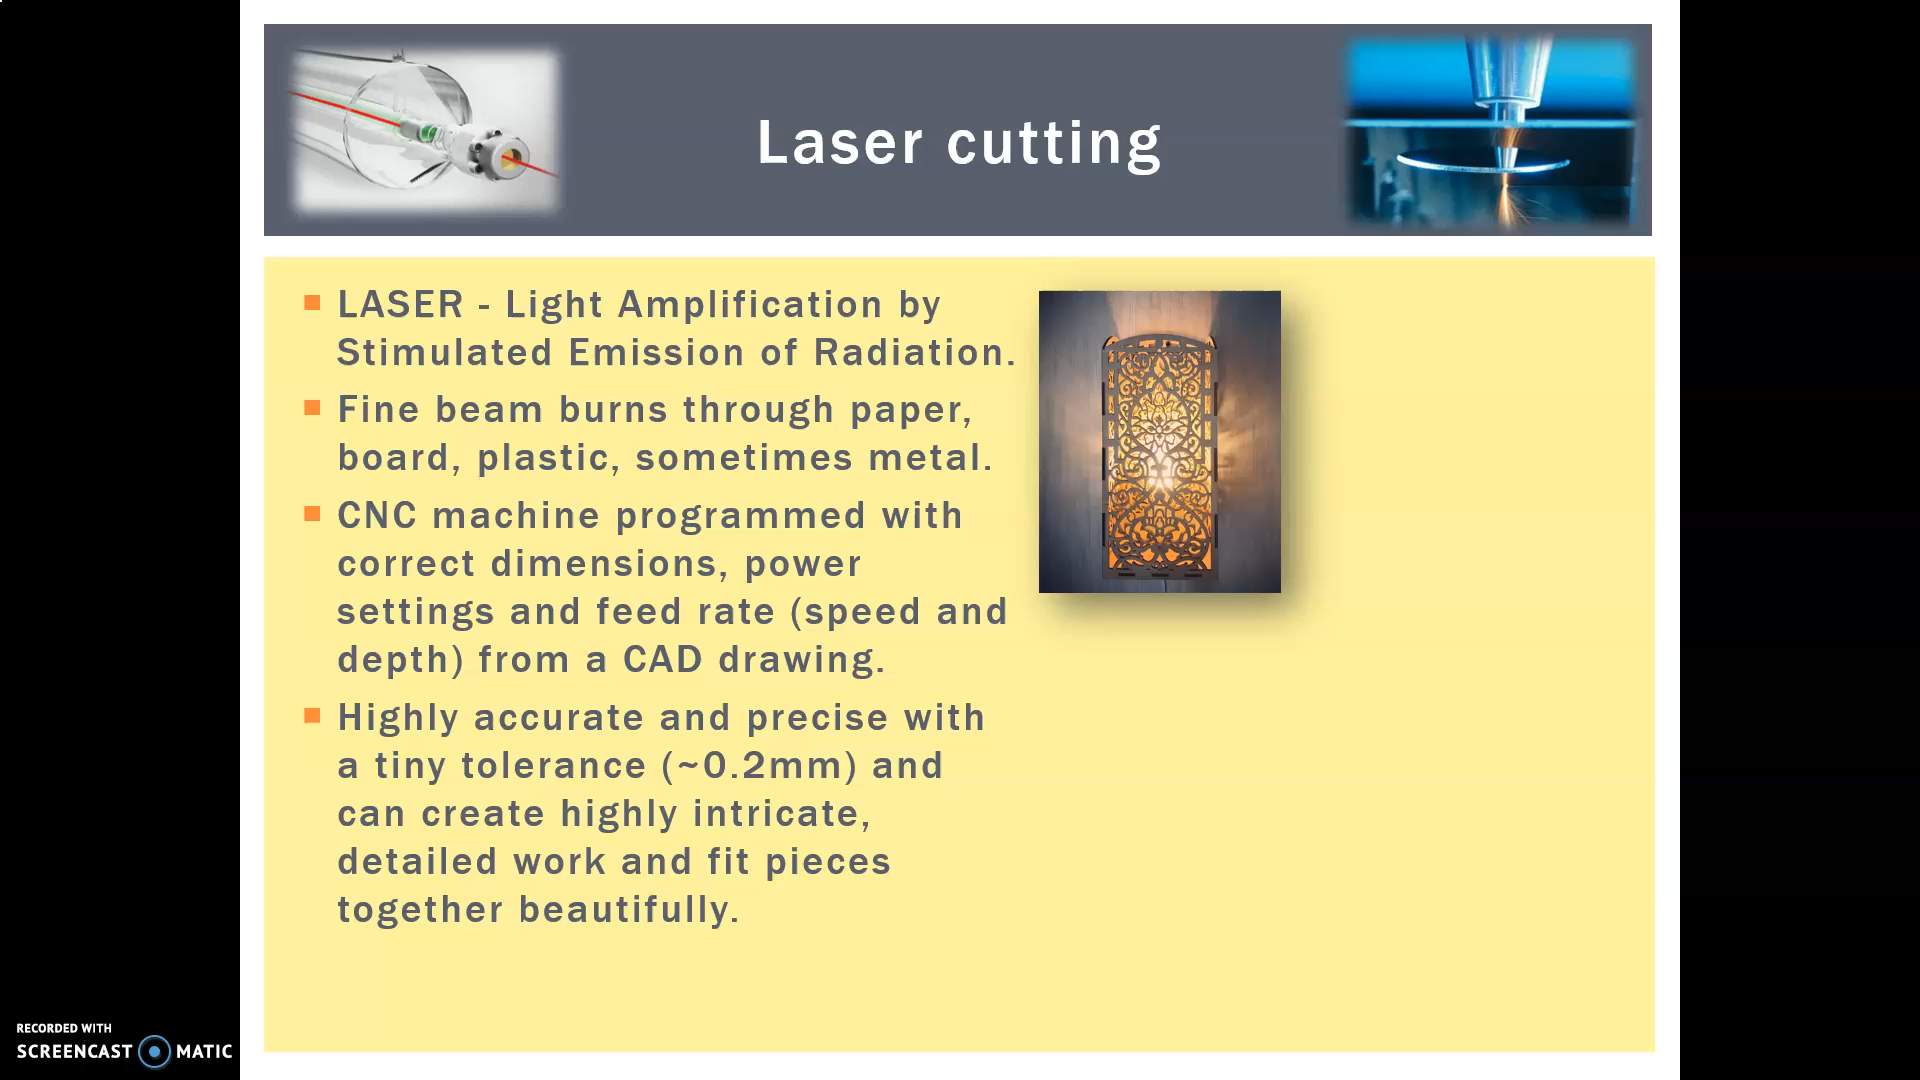 Laser cutting
LASER - Light Amplification by
Stimulated Emission of Radiation.
Fine beam burns through paper,
board, plastic, sometimes metal.
CNC machine programmed with
correct dimensions, power
settings and feed rate (speed and
depth) from a CAD drawing.
Highly accurate and precise with
a tiny tolerance (~0.2mm) and
can create highly intricate,
detailed work and fit pieces
together beautifully.
RECORDED WITH
SCREENCAST MATIC